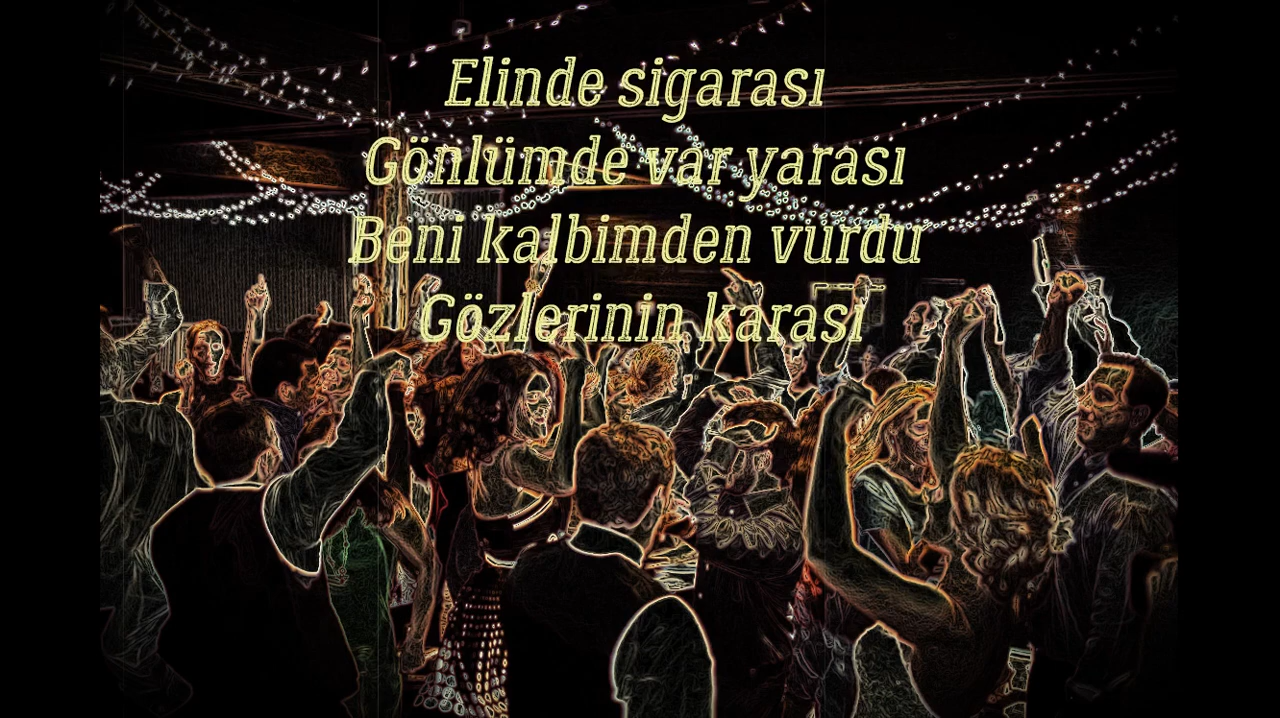 Elinde sigarası
Gönlümde var yarası
Beni kalbimden vurdu
Gözlerinin karası